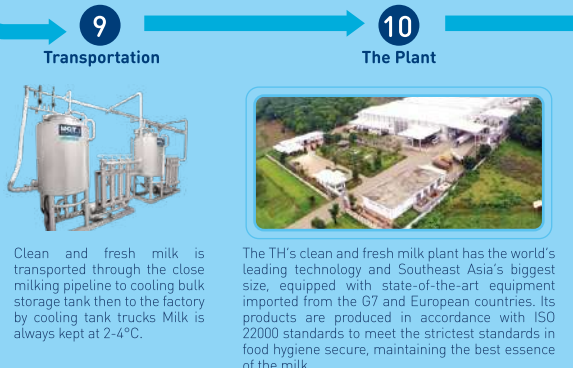 9
Transportation
Clean and fresh milk is
transported through the close
milking pipeline to cooling bulk
storage tank then to the factory
by cooling tank trucks Milk is
always kept at 2-4°C.
10
The Plant
The TH's clean and fresh milk plant has the world's
leading technology and Southeast Asia's biggest
size, equipped with state-of-the-art equipment
imported from the G7 and European countries. Its
products are produced in accordance with ISO
22000 standards to meet the strictest standards in
food hygiene secure, maintaining the best essence
of the milk